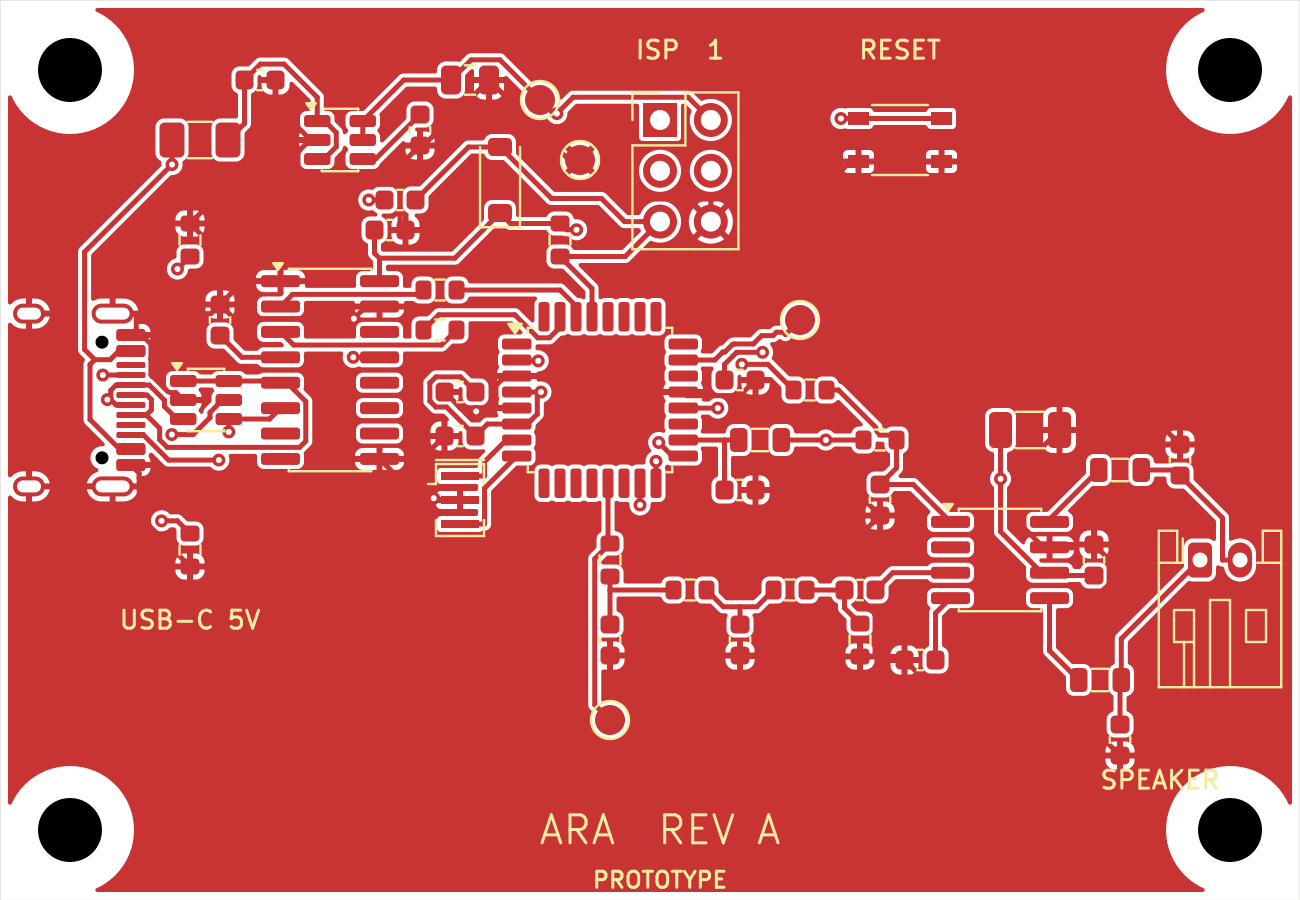 ISP 1
RESET
USB-C 5V
SPEAKER
ARA REV A
PROTOTYPE